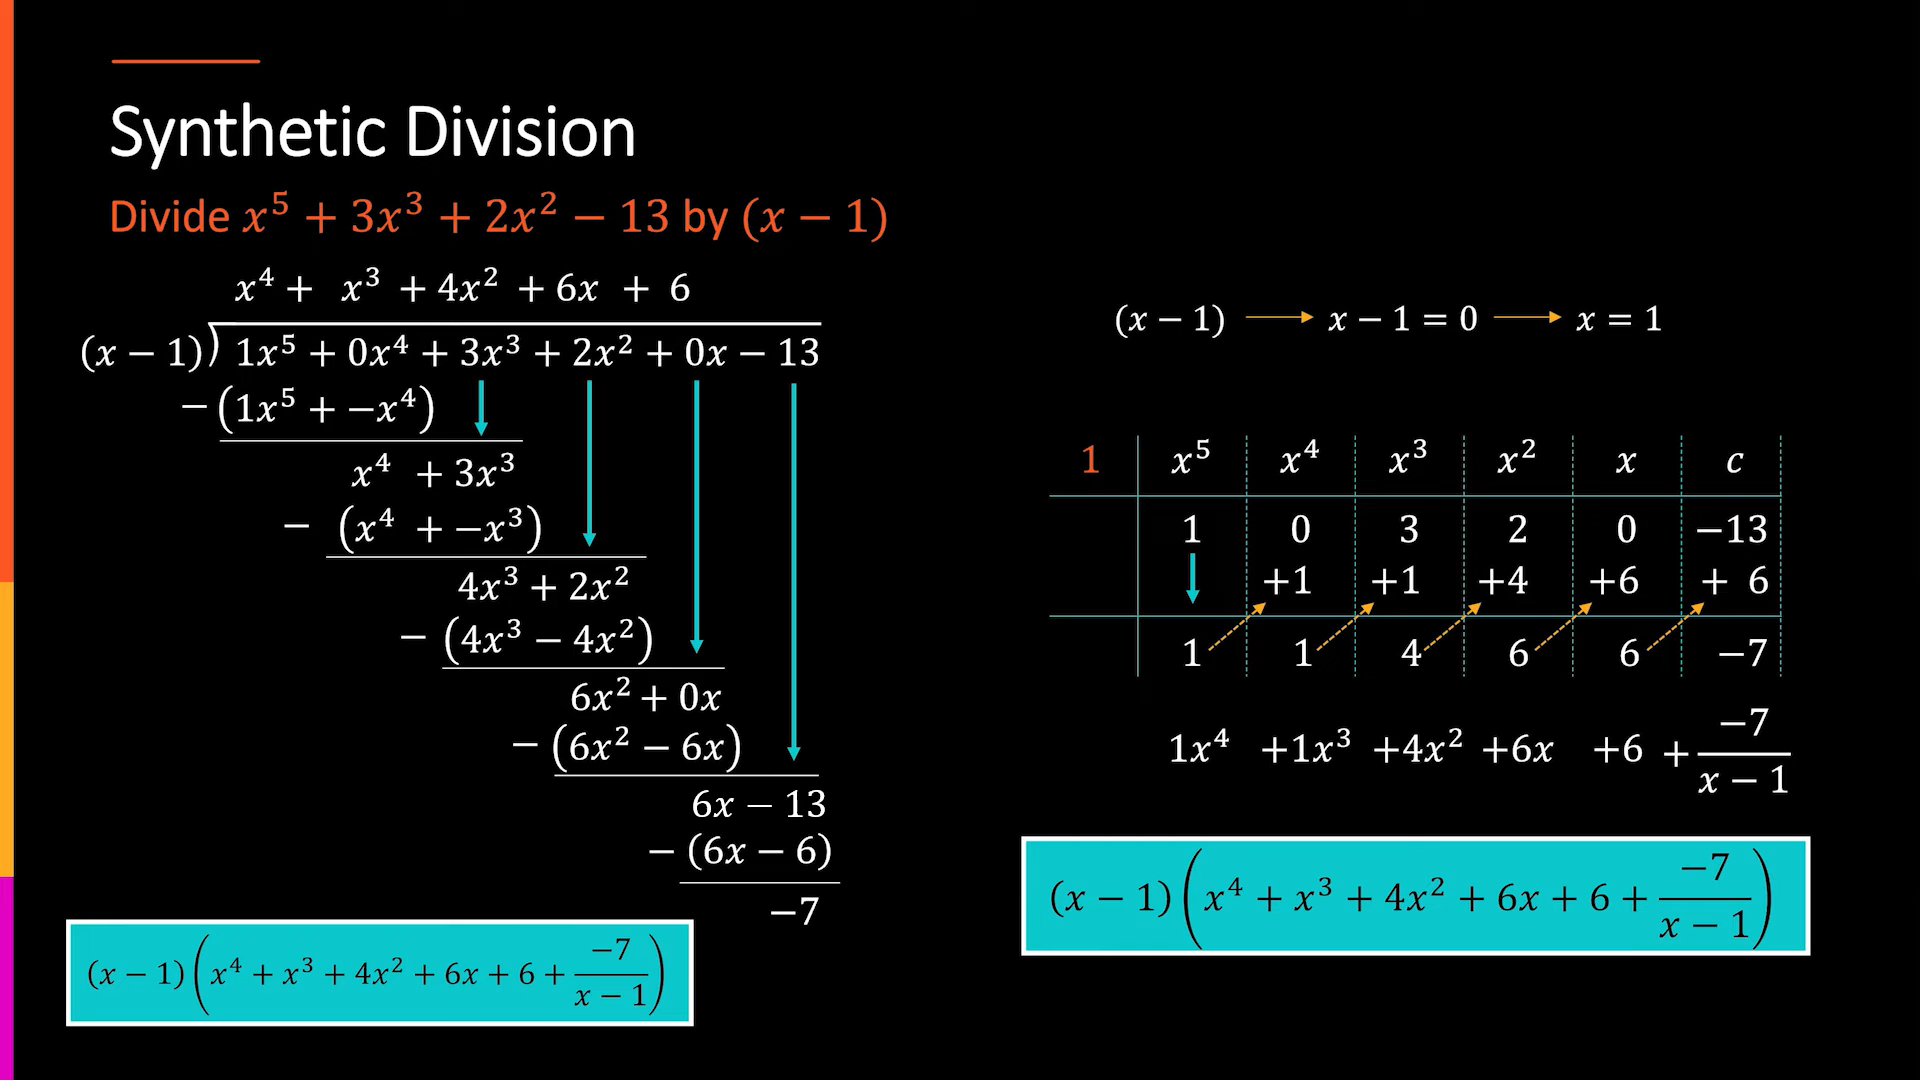 Synthetic Division
Divide x⁵ + 3x³ + 2x² − 13 by (x − 1)
x⁴ + x³ + 4x² + 6x + 6
(x − 1)) 1x⁵ + 0x⁴ + 3x³ + 2x² + 0x − 13
−(1x⁵ + −x⁴)
x⁴ + 3x³
− (x⁴ + −x³)
4x³ + 2x²
− (4x³ − 4x²)
6x² + 0x
− (6x² − 6x)
6x − 13
− (6x − 6)
−7
(x − 1)(x⁴ + x³ + 4x² + 6x + 6 + −7/(x − 1))
(x − 1) → x − 1 = 0 → x = 1
1 x⁵ x⁴ x³ x² x c
1 0 3 2 0 −13
+1 +1 +4 +6 + 6
1 1 4 6 6 −7
1x⁴ +1x³ +4x² +6x +6 + −7/(x − 1)
(x − 1)(x⁴ + x³ + 4x² + 6x + 6 + −7/(x − 1))